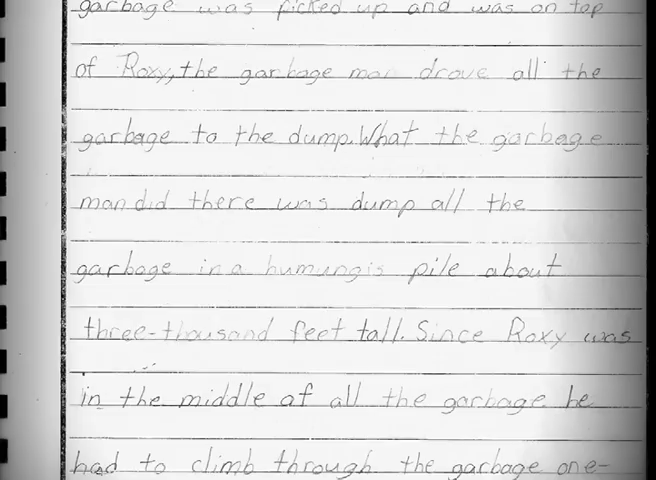 garbage was picked up and was on top
of Roxy, the garbage man drove all the
garbage to the dump. What the garbage
man did there was dump all the
garbage in a humungis pile about
three-thousand feet tall. Since Roxy was
in the middle of all the garbage he
had to climb through the garbage one-